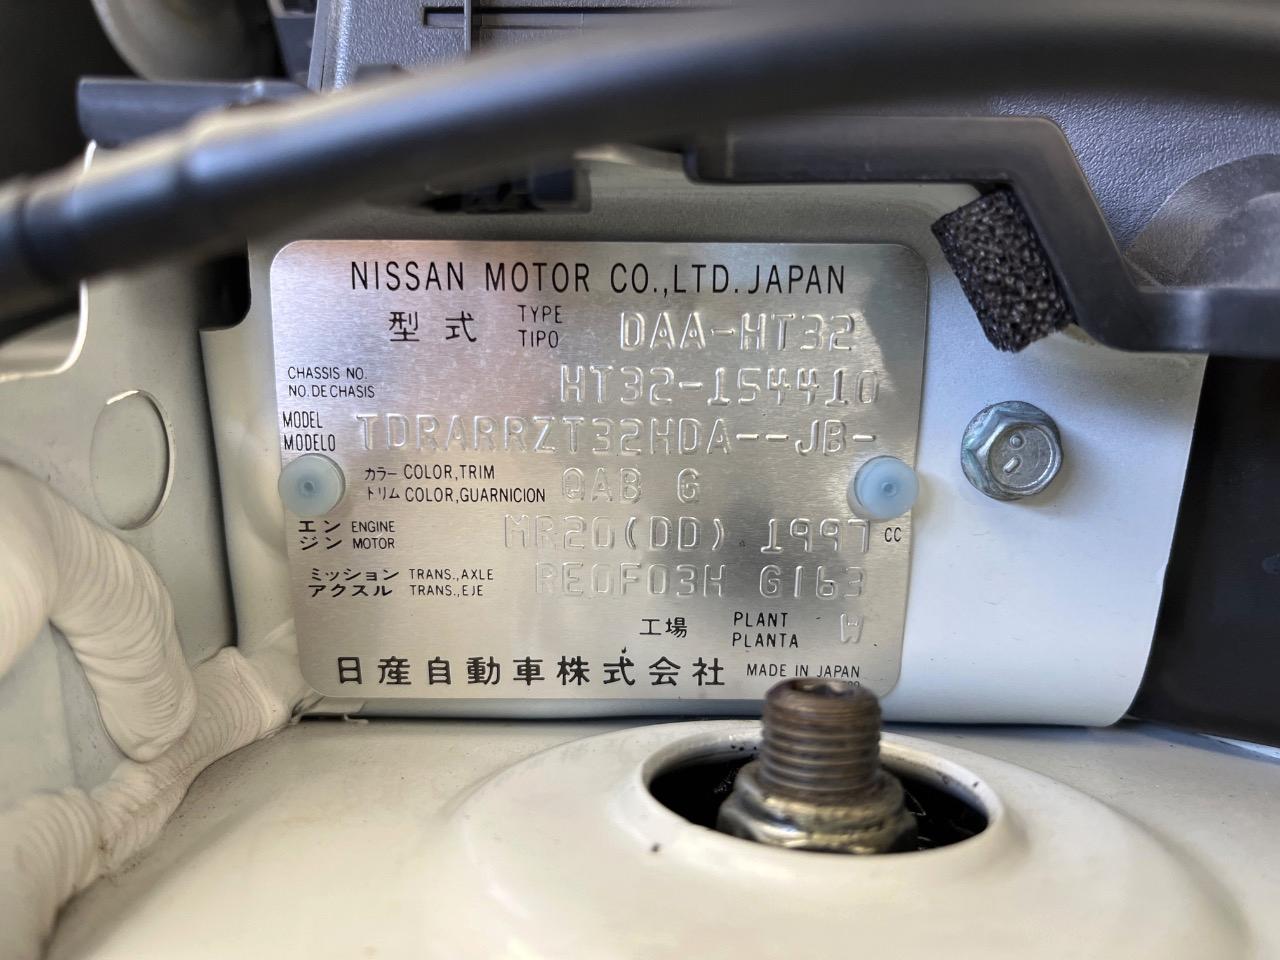 NISSAN MOTOR CO.,LTD. JAPAN
型式 TYPE TIPO DAA-HT32
CHASSIS NO. NO. DE CHASIS HT32-154410
MODEL MODELO TDRARRZT32HDA--JB-
カラー COLOR, TRIM トリム COLOR, GUARNICION QAB G
エンジン ENGINE MOTOR MR20(DD) 1997 CC
ミッション TRANS., AXLE アクスル TRANS., EJE RE0F03H G163
工場 PLANT PLANTA W
日産自動車株式会社 MADE IN JAPAN